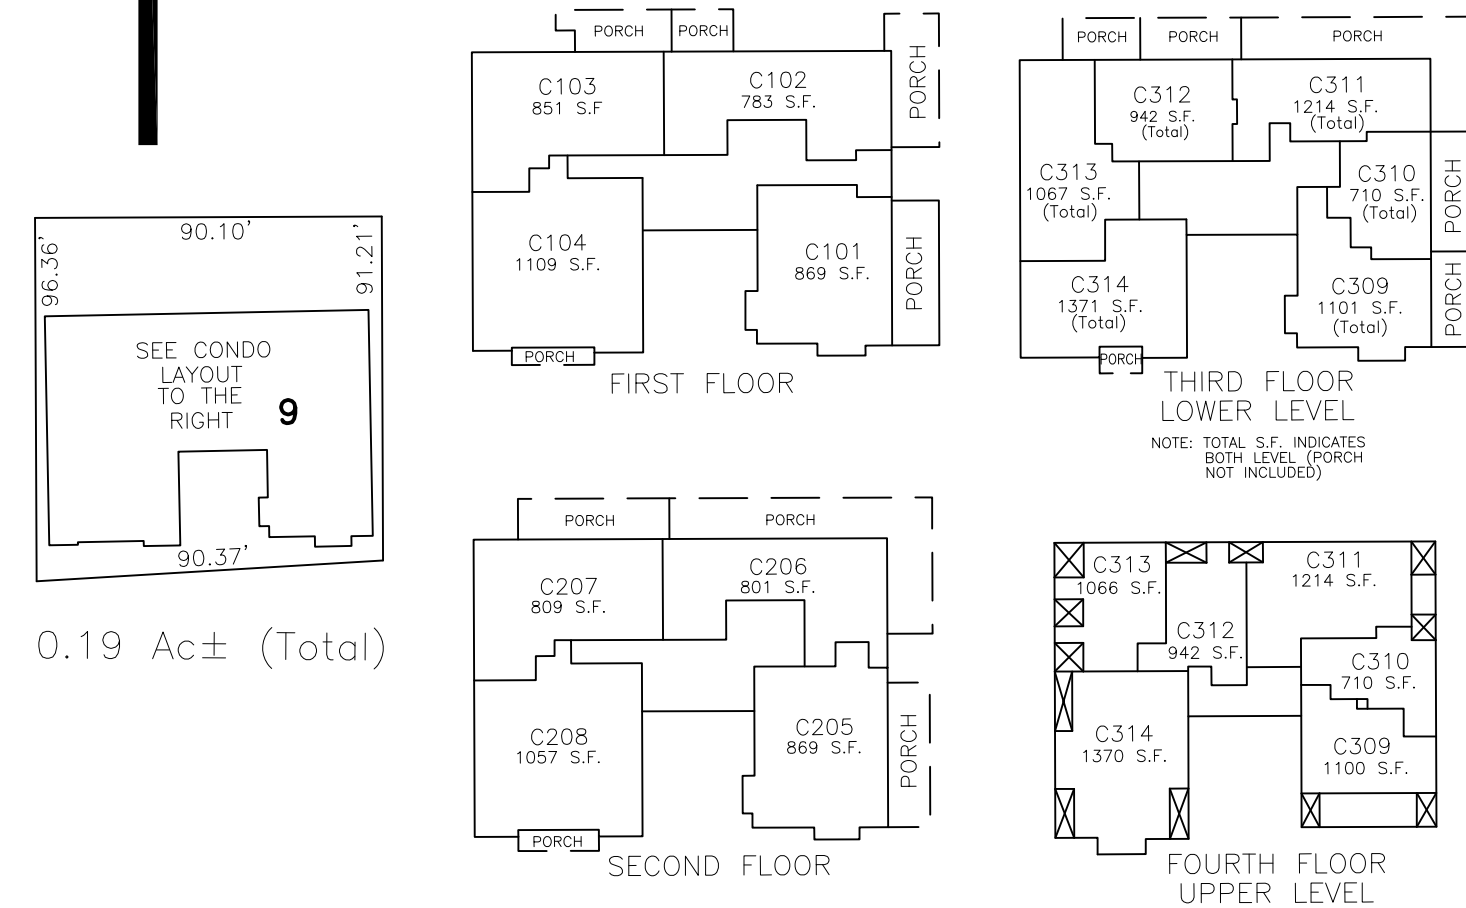 90.10'
96.36'
91.21'
SEE CONDO
LAYOUT
TO THE
RIGHT
9
90.37'
0.19 Ac± (Total)
PORCH
PORCH
PORCH
C103
851 S.F
C102
783 S.F.
C104
1109 S.F.
C101
869 S.F.
PORCH
PORCH
FIRST FLOOR
PORCH
PORCH
PORCH
C312
942 S.F.
(Total)
C311
1214 S.F.
(Total)
C313
1067 S.F.
(Total)
C310
710 S.F.
(Total)
PORCH
C314
1371 S.F.
(Total)
C309
1101 S.F.
(Total)
PORCH
PORCH
THIRD FLOOR
LOWER LEVEL
NOTE: TOTAL S.F. INDICATES
BOTH LEVEL (PORCH
NOT INCLUDED)
PORCH
PORCH
C207
809 S.F.
C206
801 S.F.
C208
1057 S.F.
C205
869 S.F.
PORCH
PORCH
SECOND FLOOR
C313
1066 S.F.
C311
1214 S.F.
C312
942 S.F.
C310
710 S.F.
C314
1370 S.F.
C309
1100 S.F.
FOURTH FLOOR
UPPER LEVEL